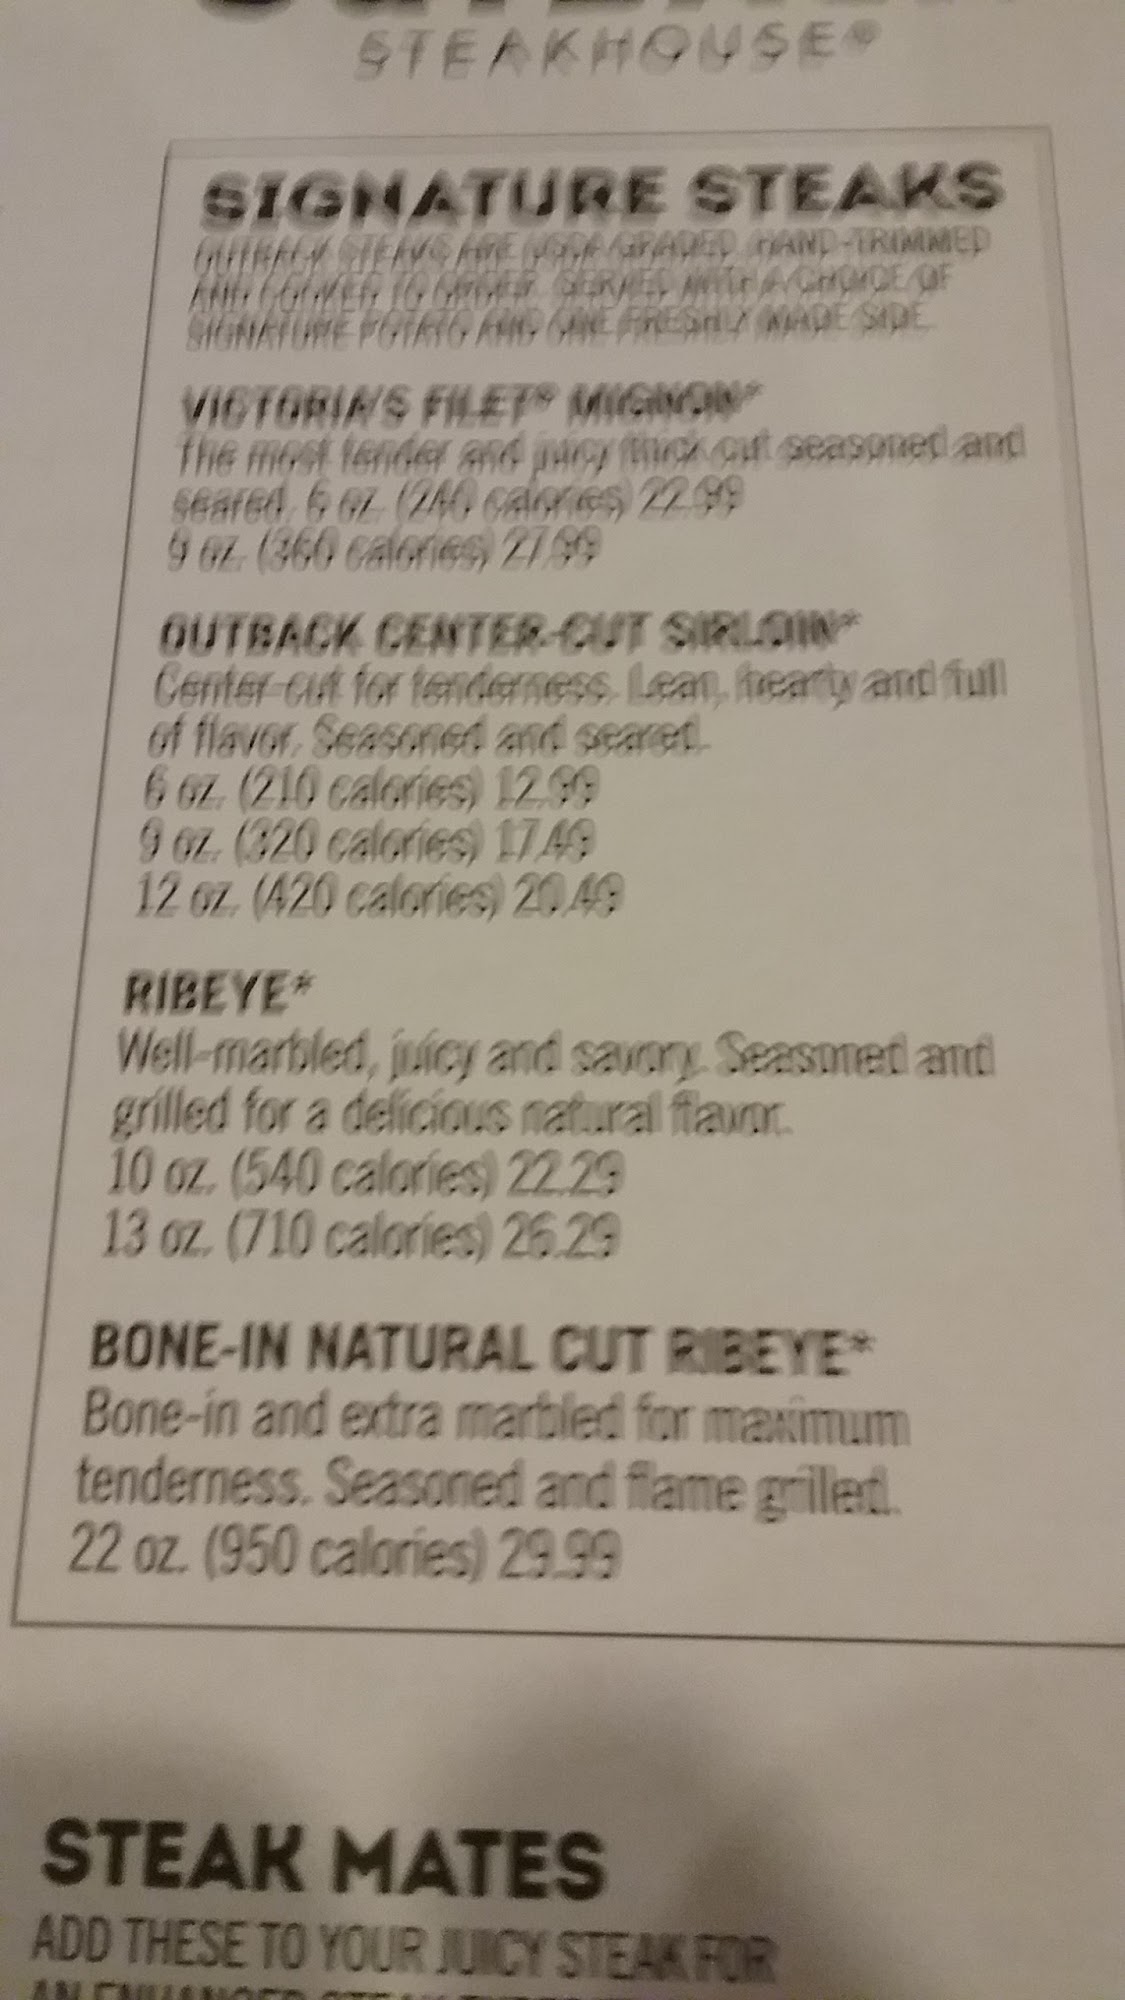 STEAKHOUSE®
SIGNATURE STEAKS
OUTBACK STEAKS ARE USDA GRADED, HAND-TRIMMED
AND COOKED TO ORDER. SERVED WITH A CHOICE OF
SIGNATURE POTATO AND ONE FRESHLY MADE SIDE.
VICTORIA'S FILET® MIGNON*
The most tender and juicy thick cut seasoned and
seared. 6 oz. (240 calories) 22.99
9 oz. (360 calories) 27.99
OUTBACK CENTER-CUT SIRLOIN*
Center-cut for tenderness. Lean, hearty and full
of flavor. Seasoned and seared.
6 oz. (210 calories) 12.99
9 oz. (320 calories) 17.49
12 oz. (420 calories) 20.49
RIBEYE*
Well-marbled, juicy and savory. Seasoned and
grilled for a delicious natural flavor.
10 oz. (540 calories) 22.29
13 oz. (710 calories) 26.29
BONE-IN NATURAL CUT RIBEYE*
Bone-in and extra marbled for maximum
tenderness. Seasoned and flame grilled.
22 oz. (950 calories) 29.99
STEAK MATES
ADD THESE TO YOUR JUICY STEAK FOR
AN ENHANCED STEAK